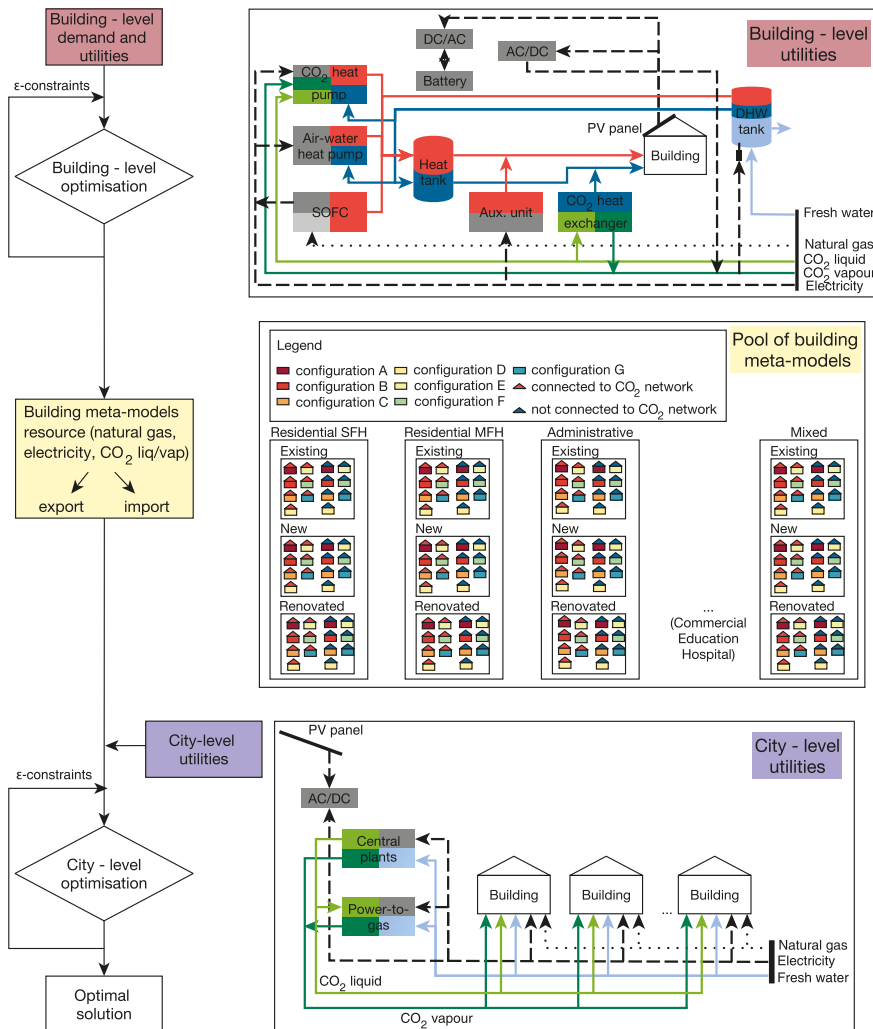 Building - level
demand and
utilities
ε-constraints
Building - level
optimisation
Building meta-models
resource (natural gas,
electricity, CO2 liq/vap)
export import
City-level
utilities
ε-constraints
City - level
optimisation
Optimal
solution
Building - level
utilities
DC/AC
Battery
AC/DC
CO2 heat
pump
Air-water
heat pump
SOFC
Heat
tank
Aux. unit
CO2 heat
exchanger
PV panel
Building
DHW
tank
Fresh water
Natural gas
CO2 liquid
CO2 vapour
Electricity
Pool of building
meta-models
Legend
configuration A
configuration B
configuration C
configuration D
configuration E
configuration F
configuration G
connected to CO2 network
not connected to CO2 network
Residential SFH
Existing
New
Renovated
Residential MFH
Existing
New
Renovated
Administrative
Existing
New
Renovated
...
(Commercial
Education
Hospital)
Mixed
Existing
New
Renovated
City - level
utilities
PV panel
AC/DC
Central
plants
Power-to-
gas
Building
Building
...
Building
Natural gas
Electricity
Fresh water
CO2 liquid
CO2 vapour